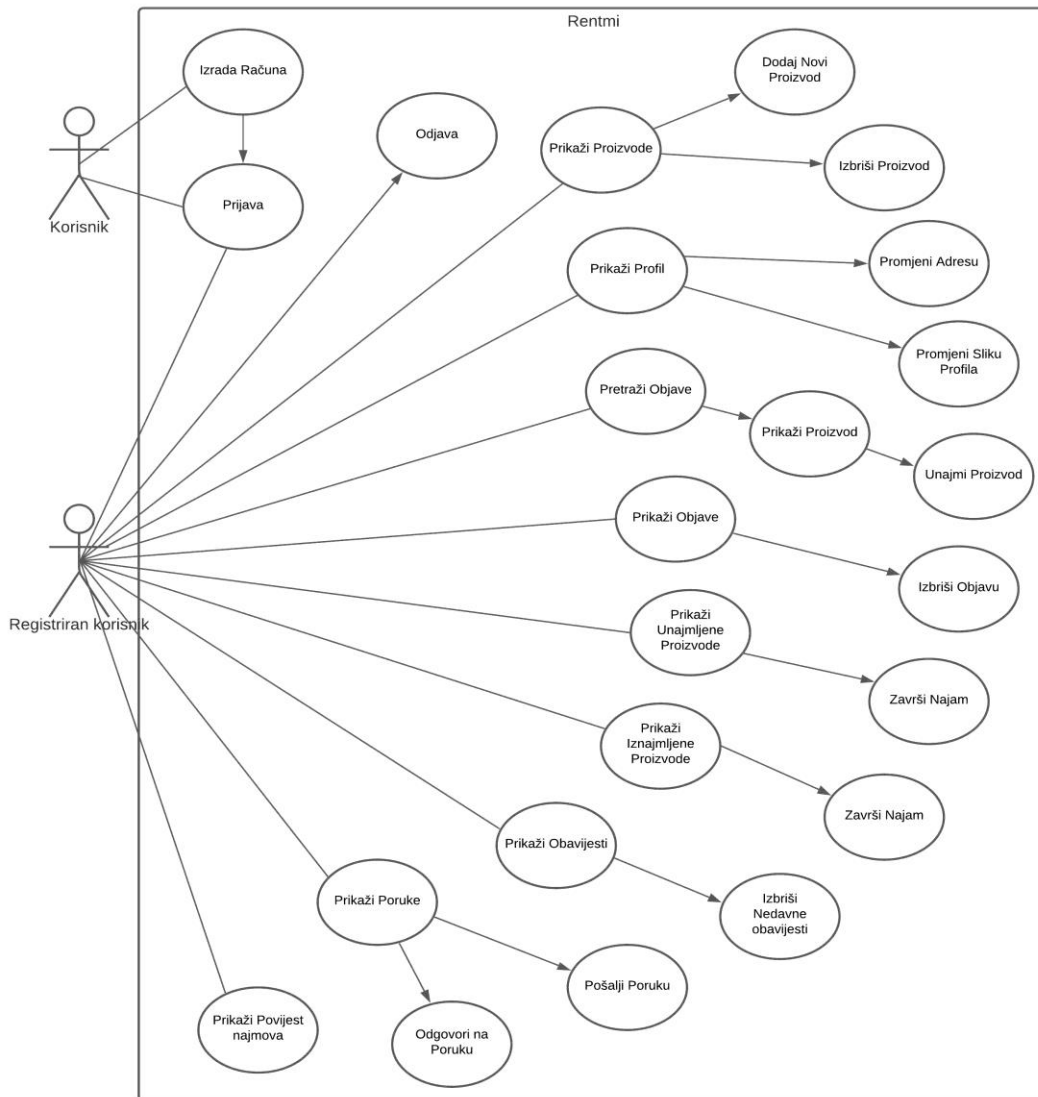 Rentmi
Izrada Računa
Dodaj Novi
Proizvod
Odjava
Prikaži Proizvode
Izbriši Proizvod
Prijava
Korisnik
Prikaži Profil
Promjeni Adresu
Promjeni Sliku
Profila
Pretraži Objave
Prikaži Proizvod
Unajmi Proizvod
Prikaži Objave
Izbriši Objavu
Registriran korisnik
Prikaži
Unajmljene
Proizvode
Završi Najam
Prikaži
Iznajmljene
Proizvode
Završi Najam
Prikaži Obavijesti
Prikaži Poruke
Izbriši
Nedavne
obavijesti
Pošalji Poruku
Prikaži Povijest
najmova
Odgovori na
Poruku